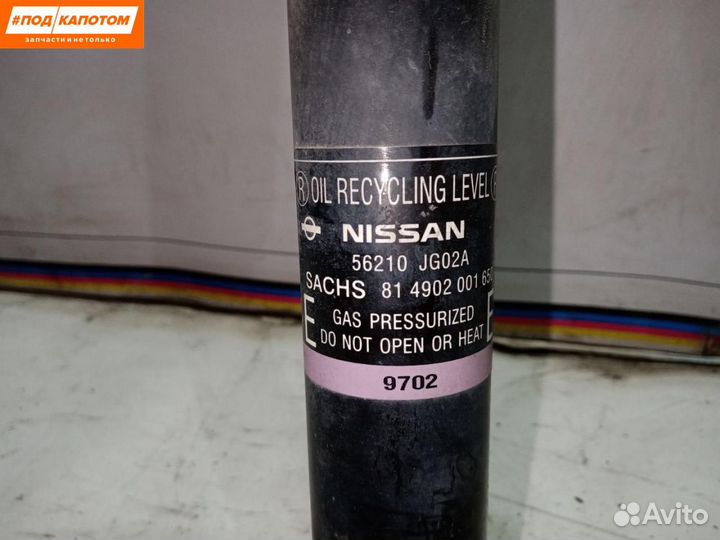 #ПОД КАПОТОМ
запчасти и не только
Ⓡ OIL RECYCLING LEVEL Ⓡ
NISSAN
56210 JG02A
SACHS 81 4902 001 650
E GAS PRESSURIZED E
DO NOT OPEN OR HEAT
9702
Avito